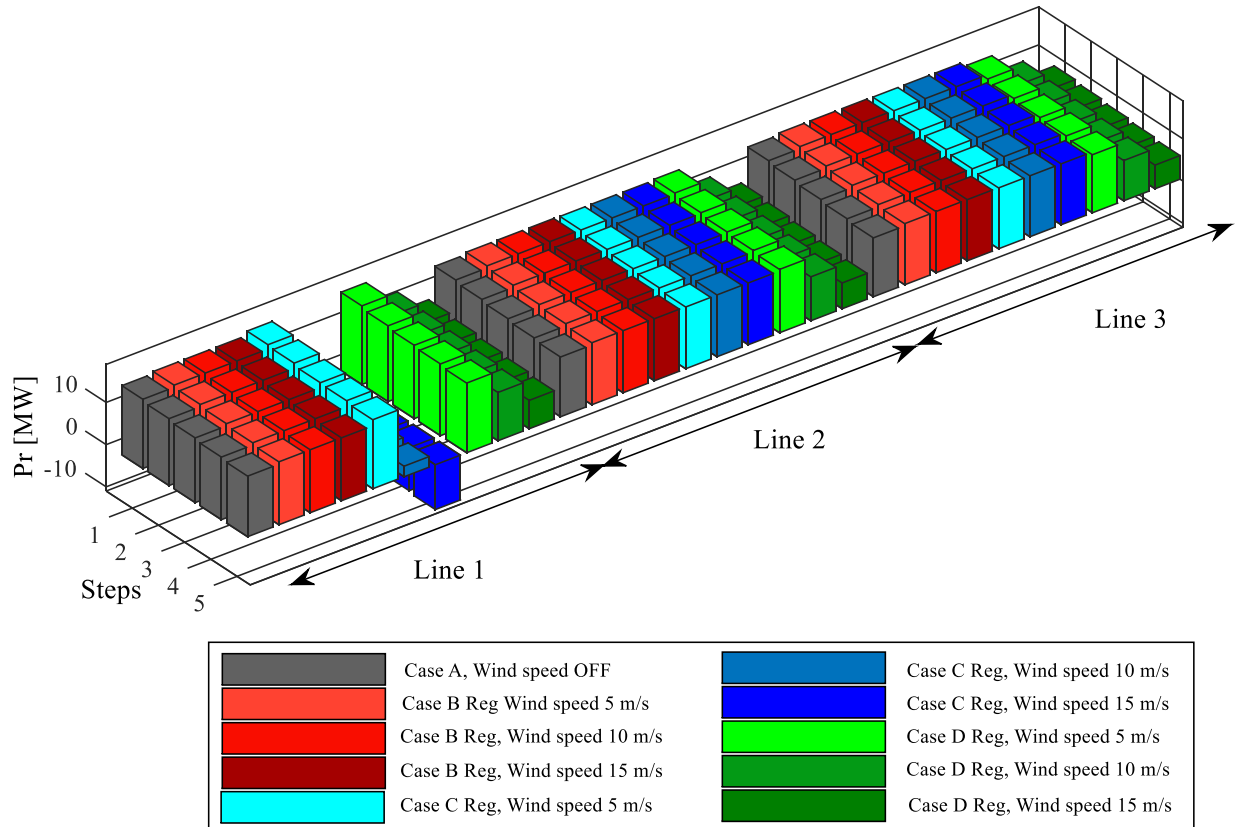 Pr [MW]
10
0
-10
1
2
3
4
5
Steps
Line 1
Line 2
Line 3
Case A, Wind speed OFF
Case B Reg Wind speed 5 m/s
Case B Reg, Wind speed 10 m/s
Case B Reg, Wind speed 15 m/s
Case C Reg, Wind speed 5 m/s
Case C Reg, Wind speed 10 m/s
Case C Reg, Wind speed 15 m/s
Case D Reg, Wind speed 5 m/s
Case D Reg, Wind speed 10 m/s
Case D Reg, Wind speed 15 m/s